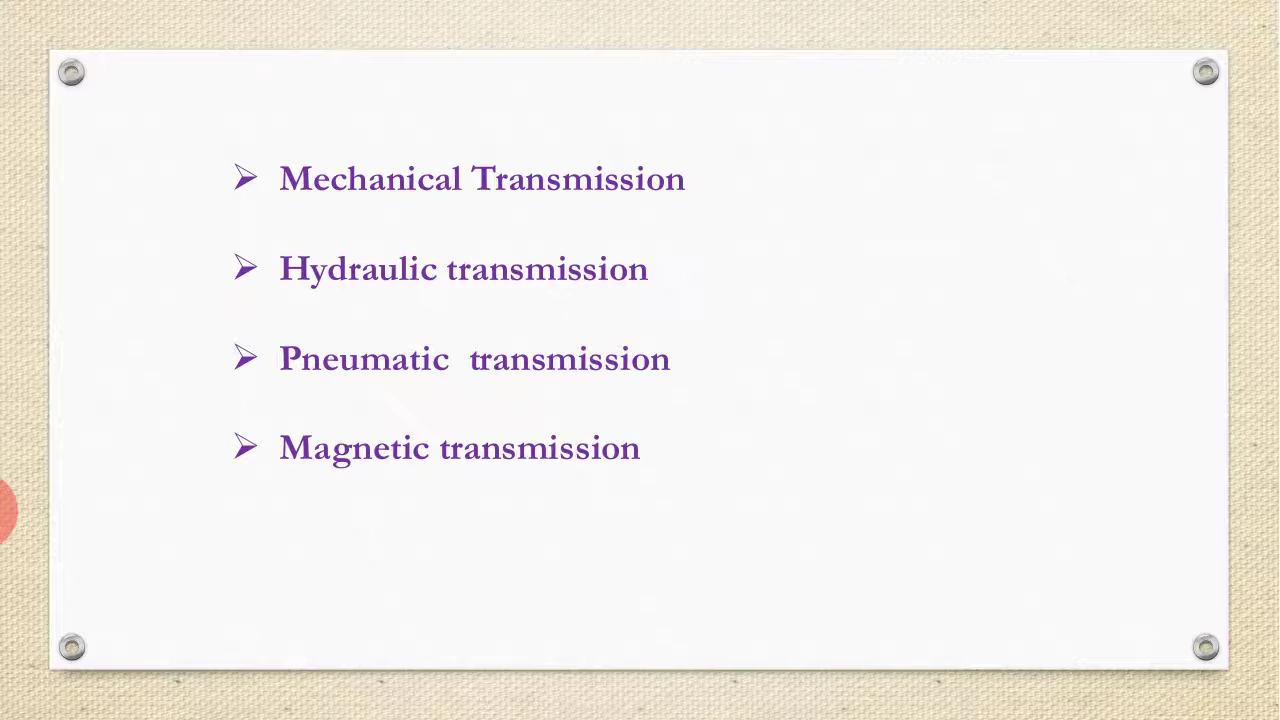 ➢ Mechanical Transmission
➢ Hydraulic transmission
➢ Pneumatic  transmission
➢ Magnetic transmission